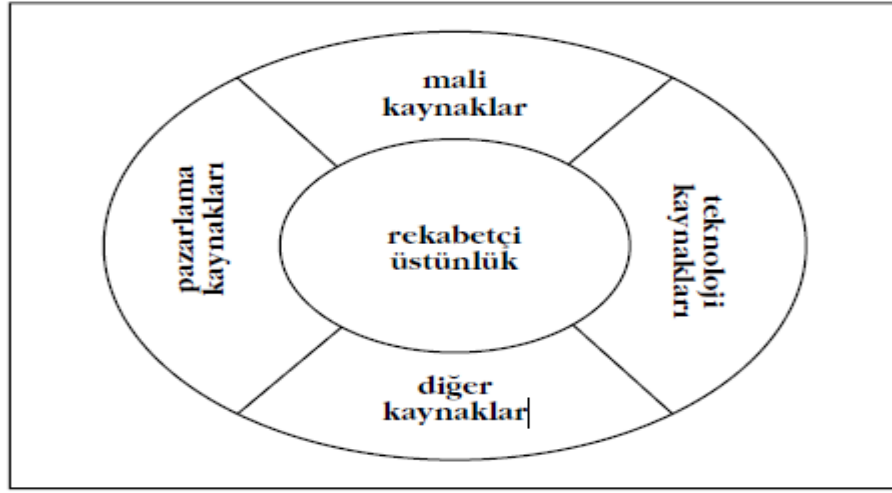 mali
kaynaklar
pazarlama
kaynakları
rekabetçi
üstünlük
teknoloji
kaynakları
diğer
kaynaklar